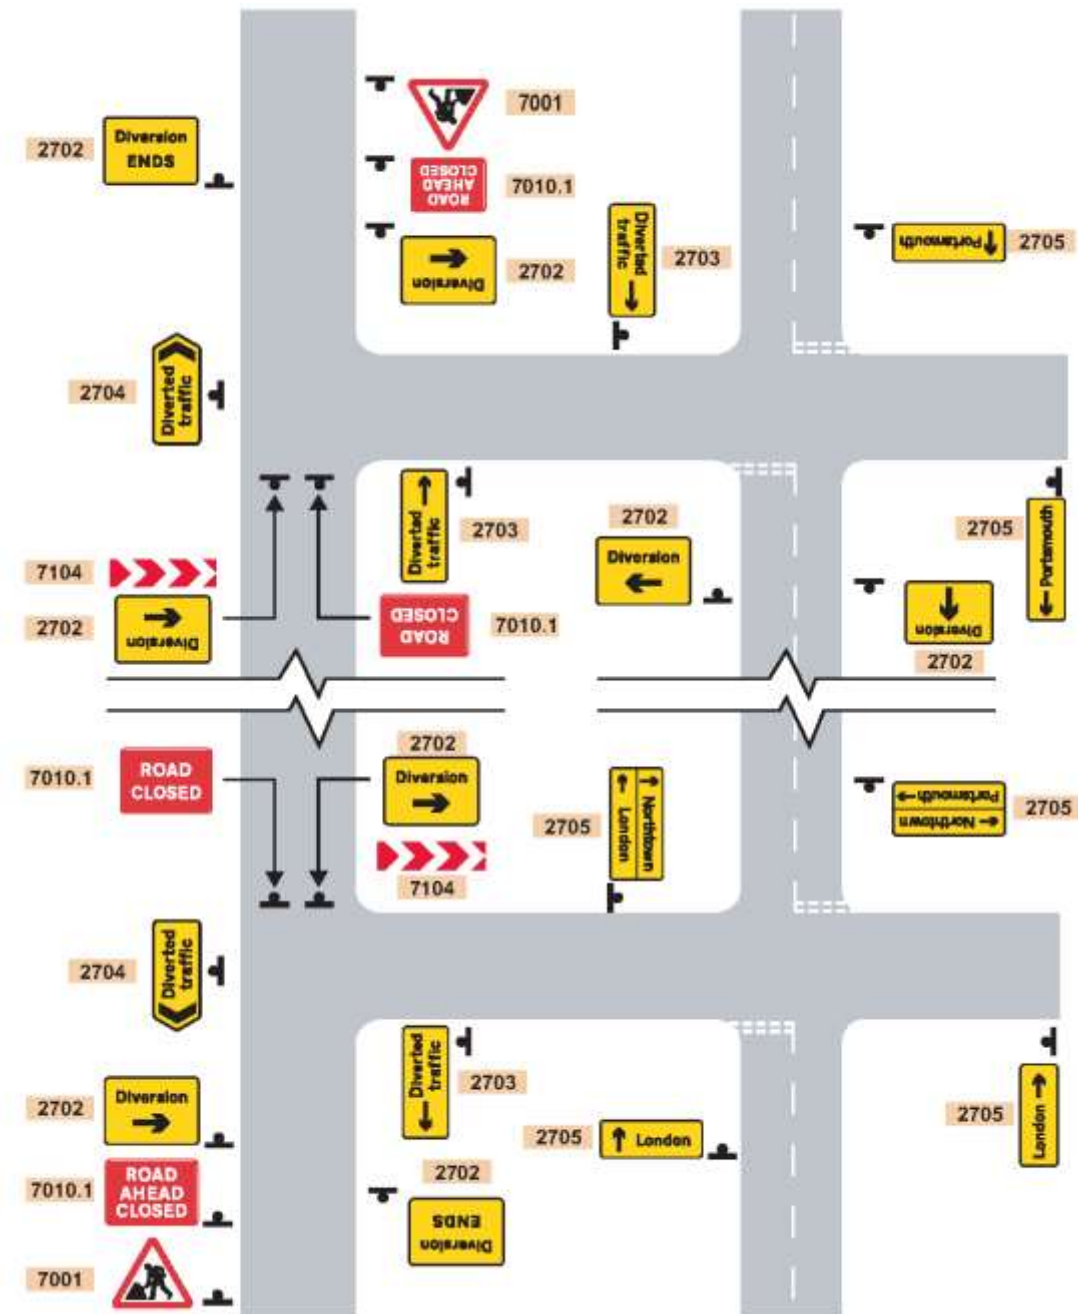 7001
2702
Diversion
ENDS
ROAD
AHEAD
CLOSED
7010.1
Diversion
2702
Diverted
traffic
2703
Portsmouth
2705
2704
Diverted
traffic
Diverted
traffic
2703
2702
Diversion
2705
Portsmouth
7104
2702
Diversion
ROAD
CLOSED
7010.1
Diversion
2702
7010.1
ROAD
CLOSED
2702
Diversion
7104
2705
Northtown
London
Northtown
Portsmouth
2705
2704
Diverted
traffic
2702
Diversion
Diverted
traffic
2703
2705
London
2705
London
7010.1
ROAD
AHEAD
CLOSED
2702
Diversion
ENDS
7001